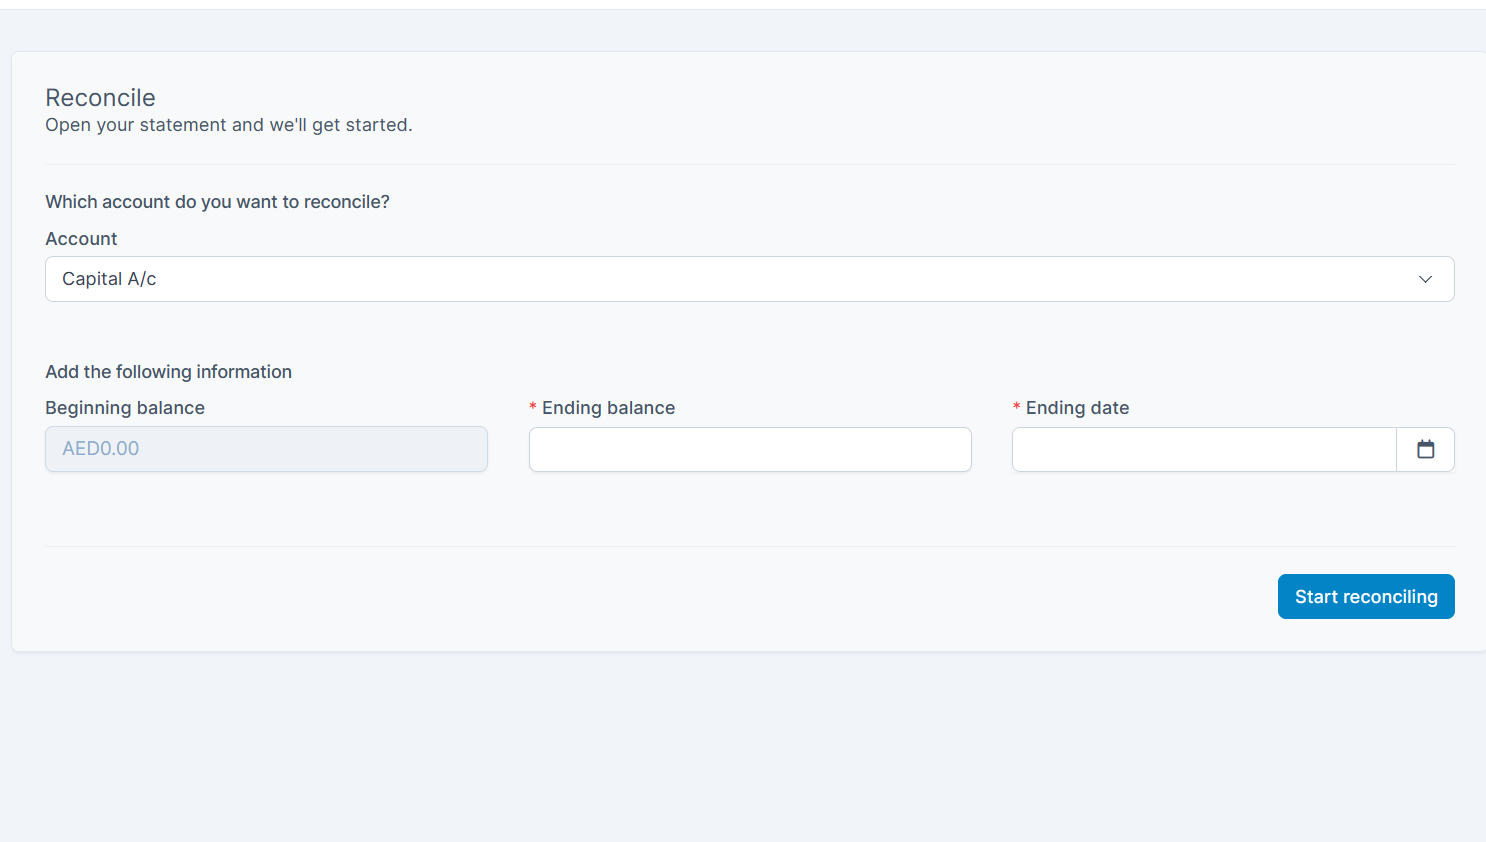 Reconcile
Open your statement and we'll get started.
Which account do you want to reconcile?
Account
Capital A/c
Add the following information
Beginning balance
* Ending balance
* Ending date
AED0.00
Start reconciling